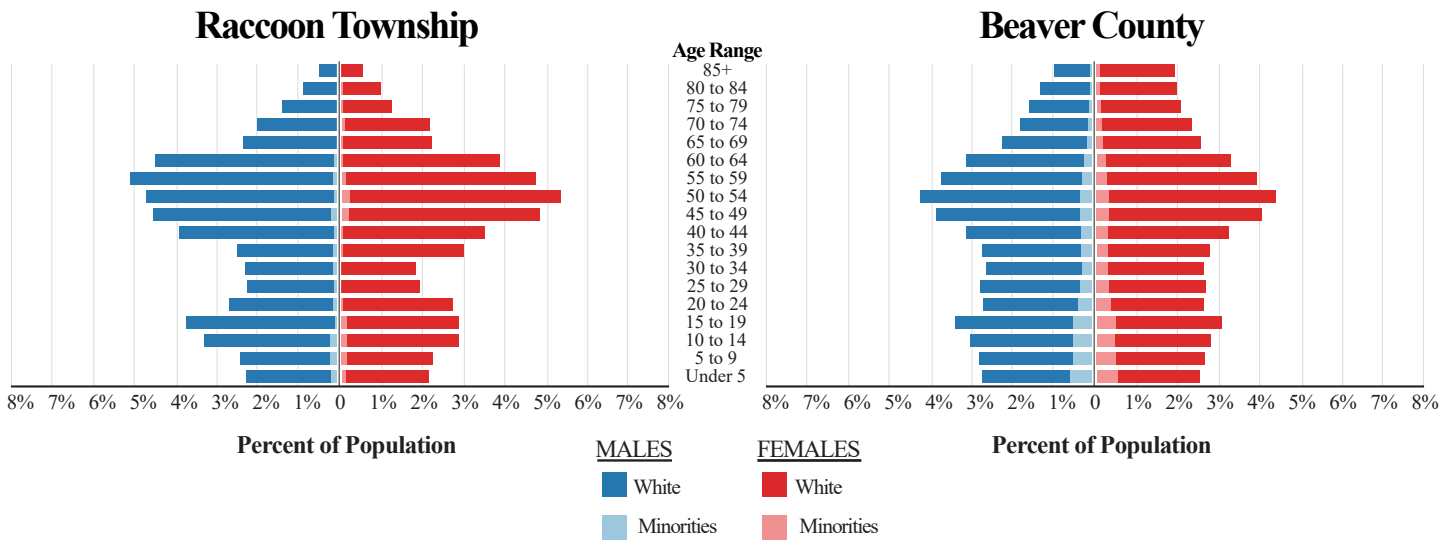 Raccoon Township
Beaver County
Age Range
85+
80 to 84
75 to 79
70 to 74
65 to 69
60 to 64
55 to 59
50 to 54
45 to 49
40 to 44
35 to 39
30 to 34
25 to 29
20 to 24
15 to 19
10 to 14
5 to 9
Under 5
8% 7% 6% 5% 4% 3% 2% 1% 0 1% 2% 3% 4% 5% 6% 7% 8%
8% 7% 6% 5% 4% 3% 2% 1% 0 1% 2% 3% 4% 5% 6% 7% 8%
Percent of Population
Percent of Population
MALES
White
Minorities
FEMALES
White
Minorities